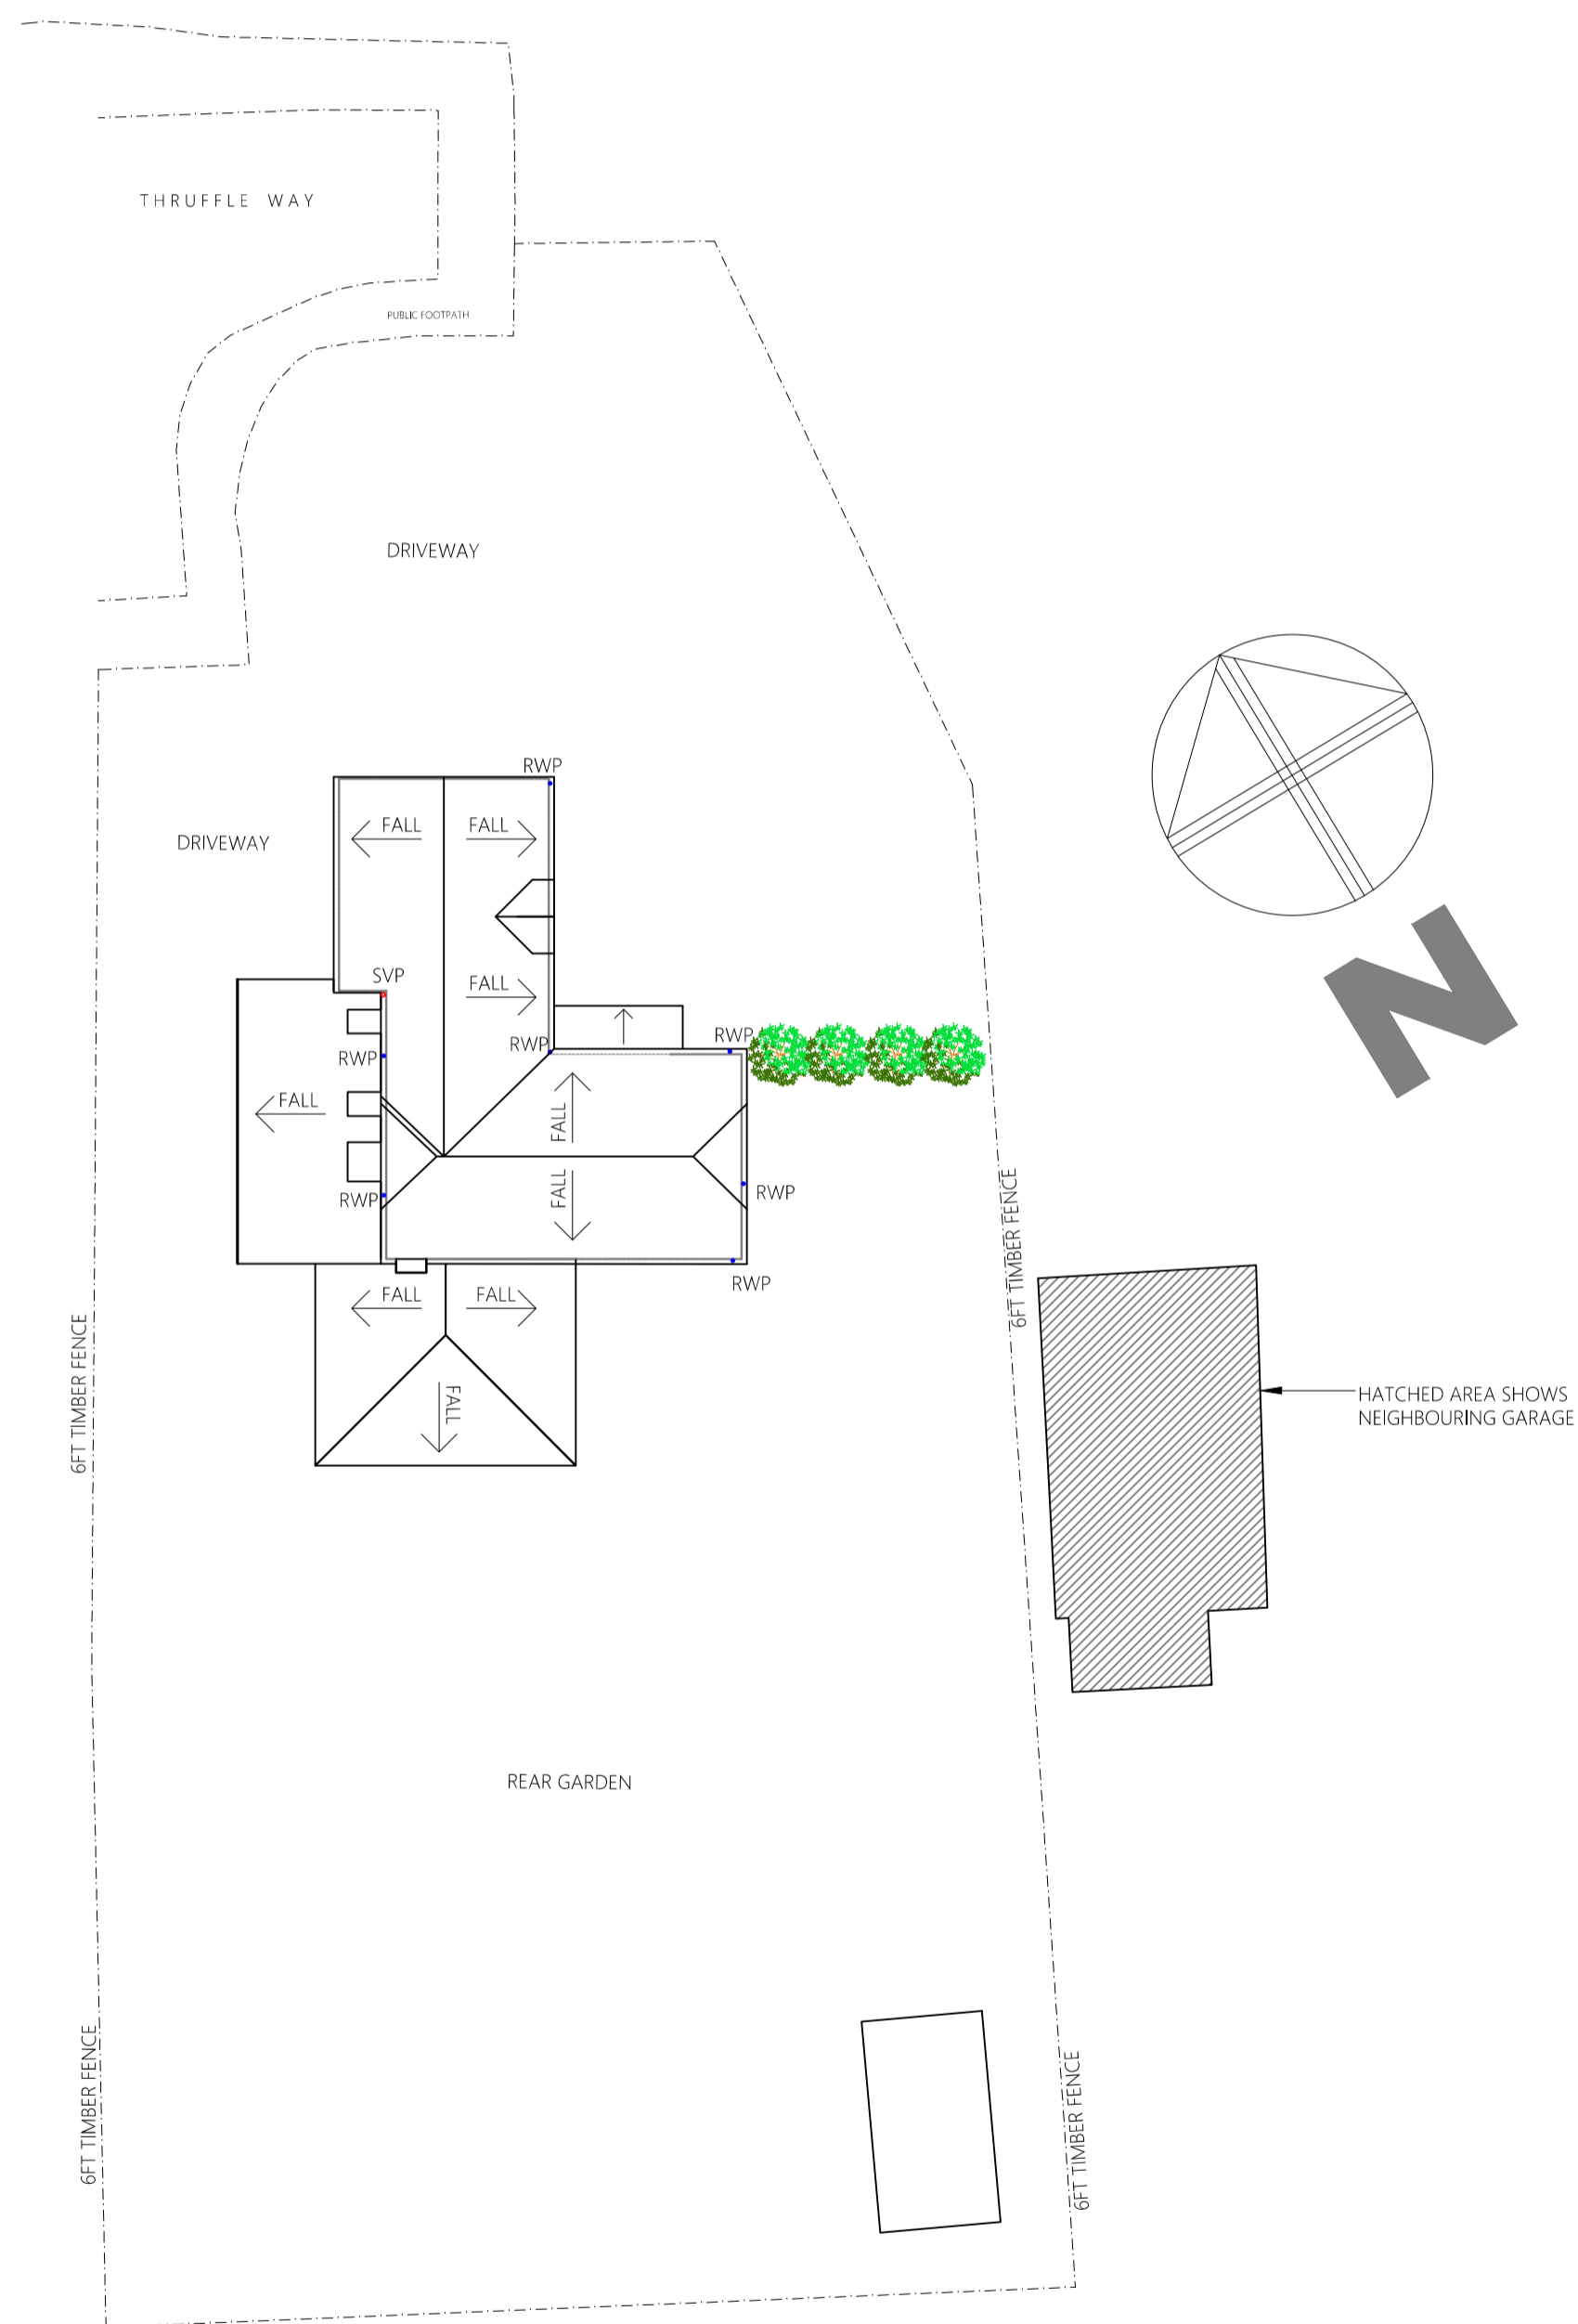 THRUFFLE WAY
PUBLIC FOOTPATH
DRIVEWAY
RWP
FALL
FALL
DRIVEWAY
SVP
FALL
RWP
RWP
RWP
FALL
FALL
FALL
RWP
RWP
RWP
FALL
FALL
FALL
6FT TIMBER FENCE
6FT TIMBER FENCE
HATCHED AREA SHOWS
NEIGHBOURING GARAGE
N
REAR GARDEN
6FT TIMBER FENCE
6FT TIMBER FENCE